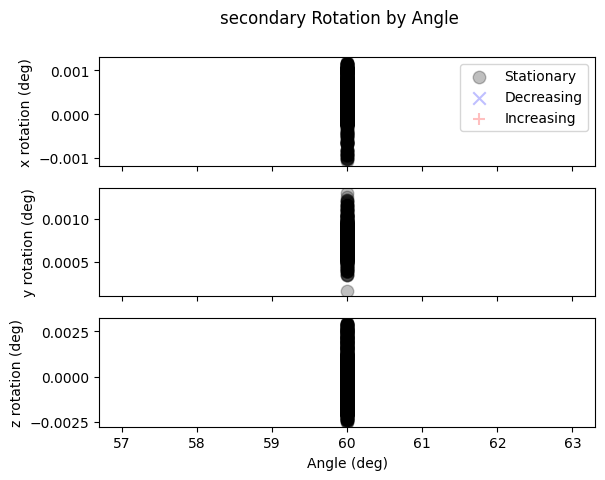 secondary Rotation by Angle
x rotation (deg)
0.001
0.000
−0.001
Stationary
Decreasing
Increasing
y rotation (deg)
0.0010
0.0005
z rotation (deg)
0.0025
0.0000
−0.0025
57 58 59 60 61 62 63
Angle (deg)